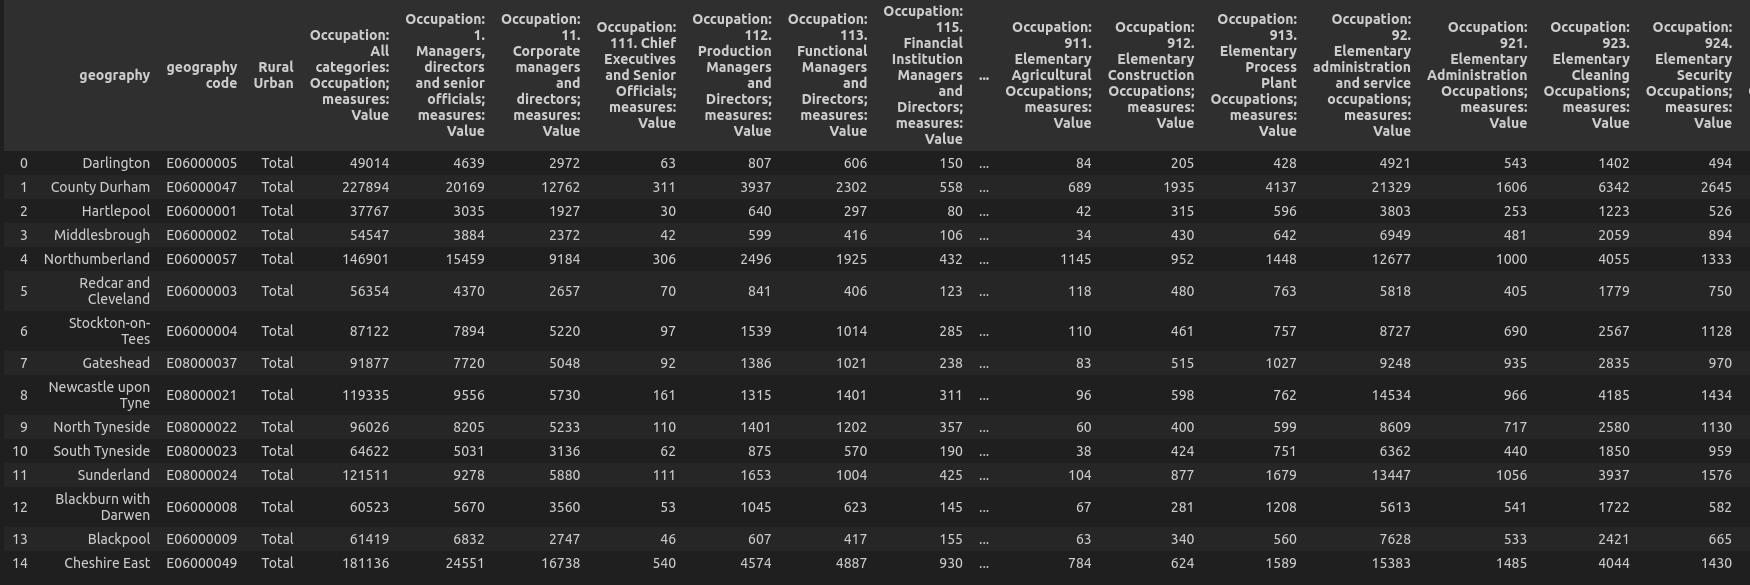 geography geography code Rural Urban Occupation: All categories: Occupation; measures: Value Occupation: 1. Managers, directors and senior officials; measures: Value Occupation: 11. Corporate managers and directors; measures: Value Occupation: 111. Chief Executives and Senior Officials; measures: Value Occupation: 112. Production Managers and Directors; measures: Value Occupation: 113. Functional Managers and Directors; measures: Value Occupation: 115. Financial Institution Managers and Directors; measures: Value ... Occupation: 911. Elementary Agricultural Occupations; measures: Value Occupation: 912. Elementary Construction Occupations; measures: Value Occupation: 913. Elementary Process Plant Occupations; measures: Value Occupation: 92. Elementary administration and service occupations; measures: Value Occupation: 921. Elementary Administration Occupations; measures: Value Occupation: 923. Elementary Cleaning Occupations; measures: Value Occupation: 924. Elementary Security Occupations; measures: Value
0 Darlington E06000005 Total 49014 4639 2972 63 807 606 150 ... 84 205 428 4921 543 1402 494
1 County Durham E06000047 Total 227894 20169 12762 311 3937 2302 558 ... 689 1935 4137 21329 1606 6342 2645
2 Hartlepool E06000001 Total 37767 3035 1927 30 640 297 80 ... 42 315 596 3803 253 1223 526
3 Middlesbrough E06000002 Total 54547 3884 2372 42 599 416 106 ... 34 430 642 6949 481 2059 894
4 Northumberland E06000057 Total 146901 15459 9184 306 2496 1925 432 ... 1145 952 1448 12677 1000 4055 1333
5 Redcar and Cleveland E06000003 Total 56354 4370 2657 70 841 406 123 ... 118 480 763 5818 405 1779 750
6 Stockton-on-Tees E06000004 Total 87122 7894 5220 97 1539 1014 285 ... 110 461 757 8727 690 2567 1128
7 Gateshead E08000037 Total 91877 7720 5048 92 1386 1021 238 ... 83 515 1027 9248 935 2835 970
8 Newcastle upon Tyne E08000021 Total 119335 9556 5730 161 1315 1401 311 ... 96 598 762 14534 966 4185 1434
9 North Tyneside E08000022 Total 96026 8205 5233 110 1401 1202 357 ... 60 400 599 8609 717 2580 1130
10 South Tyneside E08000023 Total 64622 5031 3136 62 875 570 190 ... 38 424 751 6362 440 1850 959
11 Sunderland E08000024 Total 121511 9278 5880 111 1653 1004 425 ... 104 877 1679 13447 1056 3937 1576
12 Blackburn with Darwen E06000008 Total 60523 5670 3560 53 1045 623 145 ... 67 281 1208 5613 541 1722 582
13 Blackpool E06000009 Total 61419 6832 2747 46 607 417 155 ... 63 340 560 7628 533 2421 665
14 Cheshire East E06000049 Total 181136 24551 16738 540 4574 4887 930 ... 784 624 1589 15383 1485 4044 1430